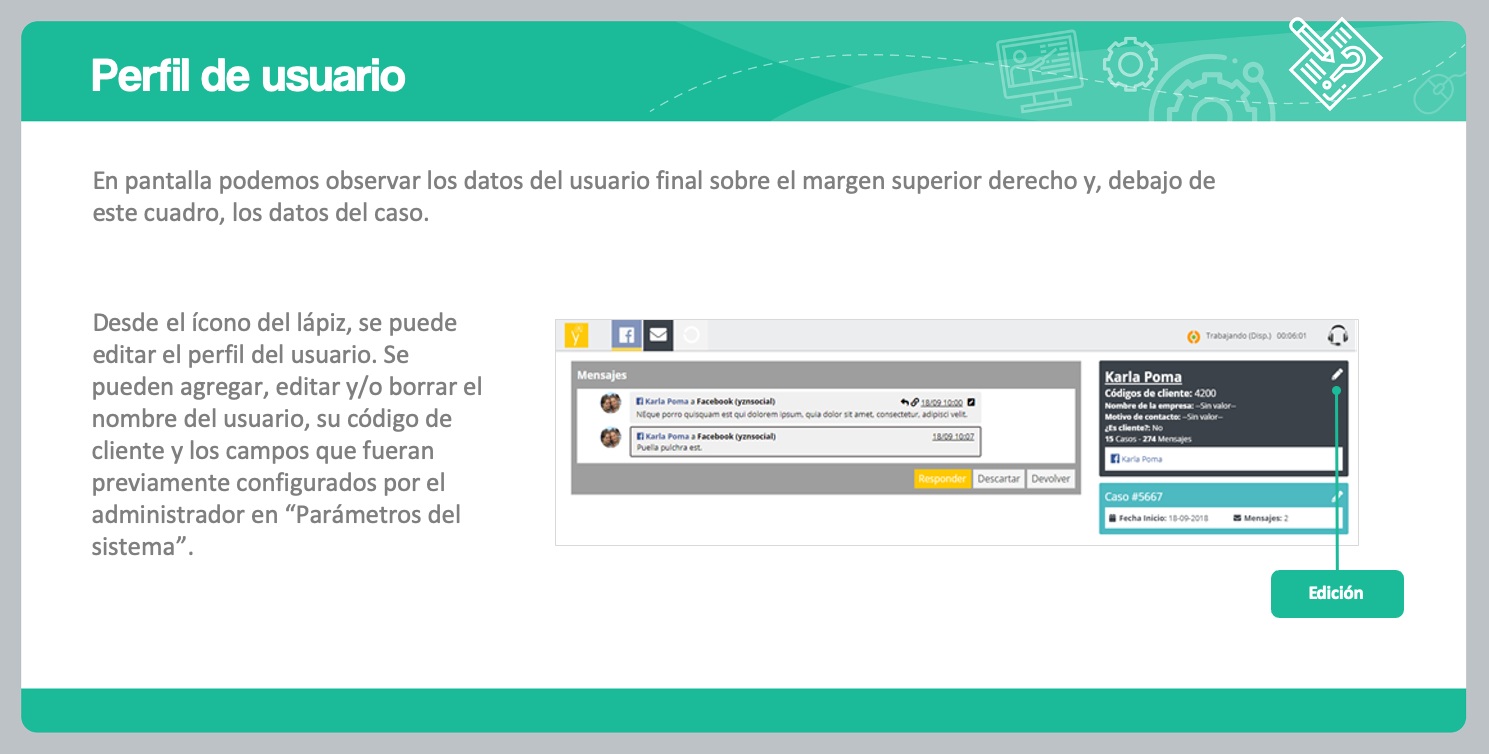 Perfil de usuario
En pantalla podemos observar los datos del usuario final sobre el margen superior derecho y, debajo de
este cuadro, los datos del caso.
Desde el ícono del lápiz, se puede
editar el perfil del usuario. Se
pueden agregar, editar y/o borrar el
nombre del usuario, su código de
cliente y los campos que fueran
previamente configurados por el
administrador en “Parámetros del
sistema”.
Trabajando (Disp.) 00:06:01
Mensajes
Karla Poma a Facebook (yznsocial) 18/09 10:00
NEque porro quisquam est qui dolorem ipsum, quia dolor sit amet, consectetur, adipisci velit.
Karla Poma a Facebook (yznsocial) 18/09 10:07
Puella pulchra est.
Responder Descartar Devolver
Karla Poma
Códigos de cliente: 4200
Nombre de la empresa: --Sin valor--
Motivo de contacto: --Sin valor--
¿Es cliente?: No
15 Casos - 274 Mensajes
Karla Poma
Caso #5667
Fecha Inicio: 18-09-2018 Mensajes: 2
Edición